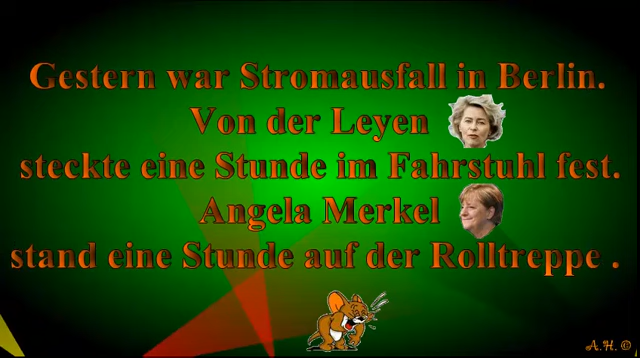 Gestern war Stromausfall in Berlin.
Von der Leyen
steckte eine Stunde im Fahrstuhl fest.
Angela Merkel
stand eine Stunde auf der Rolltreppe .
A.H. ©